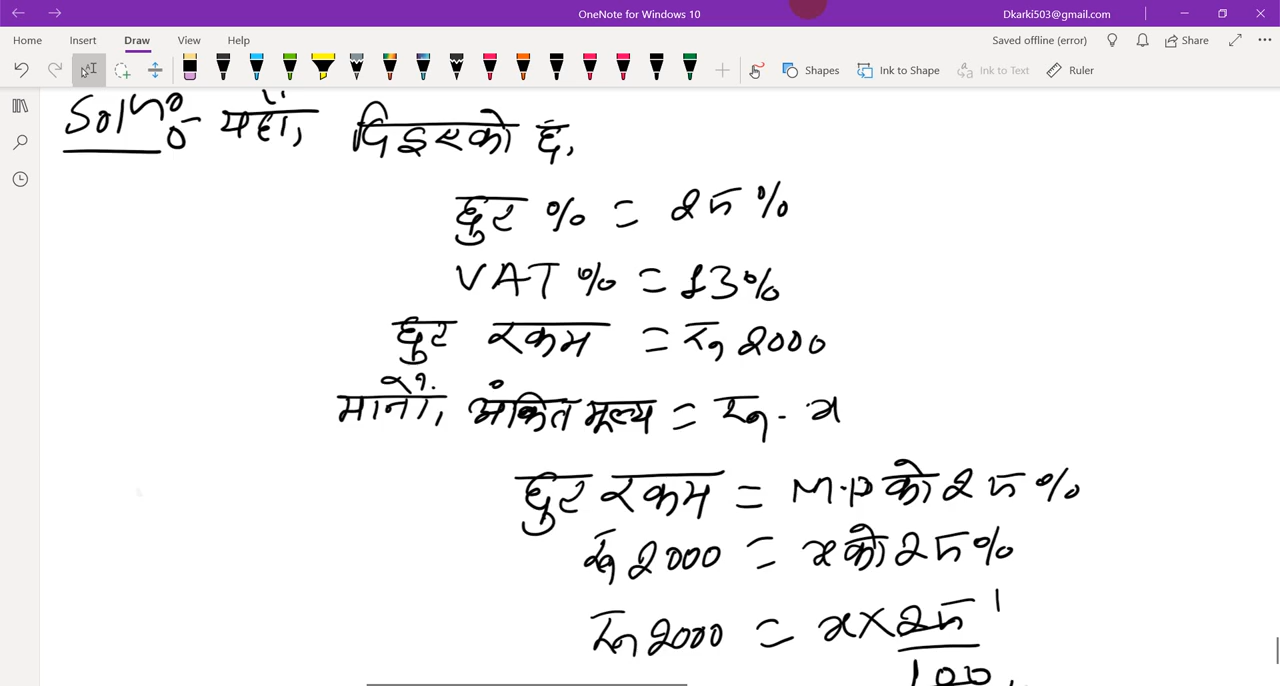 OneNote for Windows 10
Dkarki503@gmail.com
Home Insert Draw View Help
Saved offline (error) Share
Shapes Ink to Shape Ink to Text Ruler
Solno- यहाँ, दिइएको छ,
छुट % = 25%
VAT % = 13%
छुट रकम = रू 2000
मानौं, अंकित मूल्य = रू. x
छुट रकम = M.P को 25%
रू 2000 = x को 25%
रू 2000 = x × 25 1
100